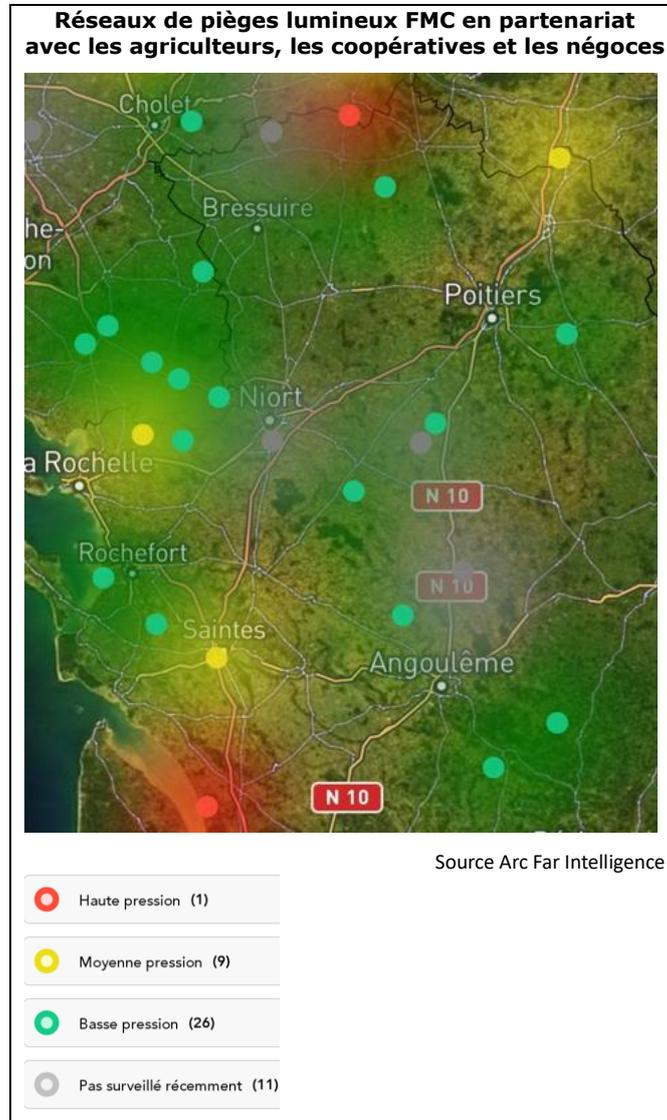 Réseaux de pièges lumineux FMC en partenariat
avec les agriculteurs, les coopératives et les négoces
Cholet
Bressuire
he-
on
Poitiers
Niort
a Rochelle
N 10
Rochefort
N 10
Saintes
Angoulême
N 10
Source Arc Far Intelligence
Haute pression (1)
Moyenne pression (9)
Basse pression (26)
Pas surveillé récemment (11)